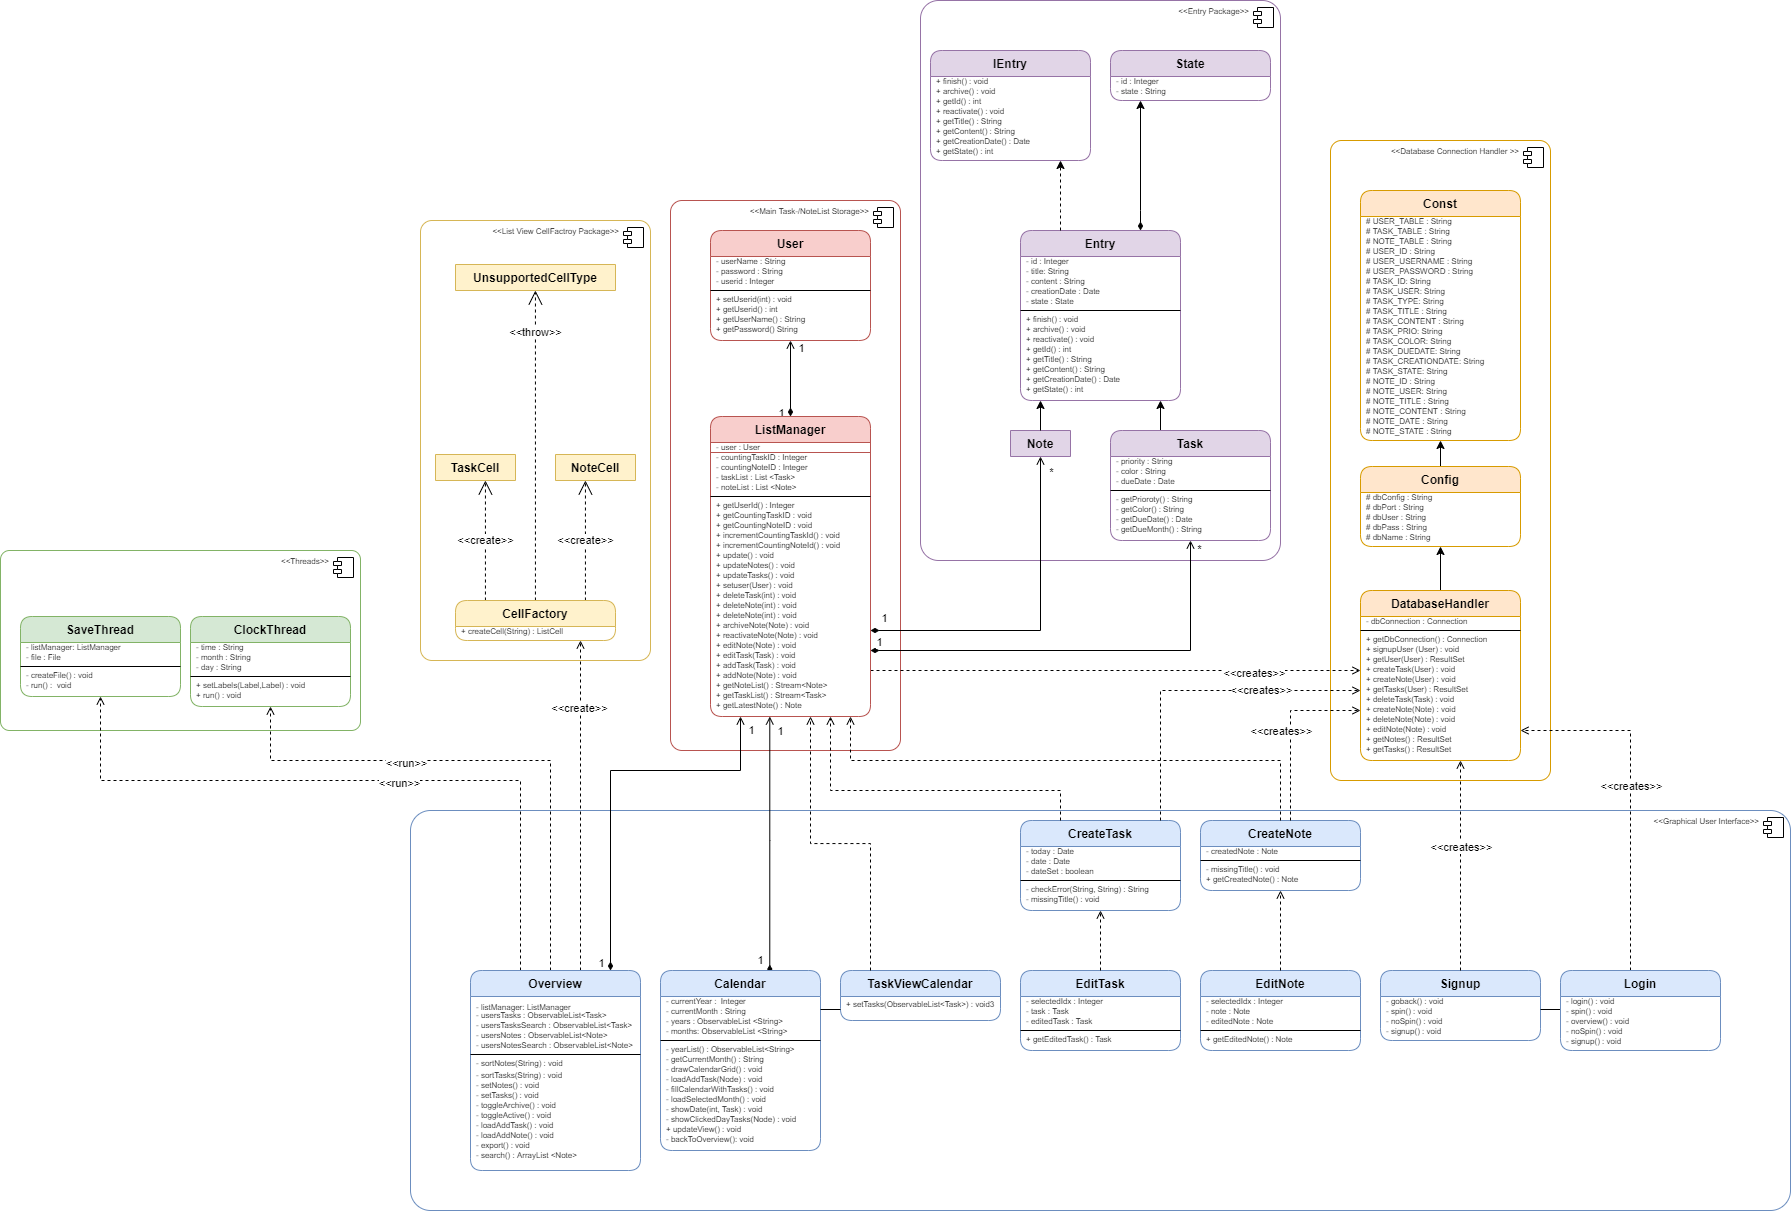 <<Entry Package>>
IEntry
+ finish() : void
+ archive() : void
+ getId() : int
+ reactivate() : void
+ getTitle() : String
+ getContent() : String
+ getCreationDate() : Date
+ getState() : int
State
- id : Integer
- state : String
Entry
- id : Integer
- title: String
- content : String
- creationDate : Date
- state : State
+ finish() : void
+ archive() : void
+ reactivate() : void
+ getId() : int
+ getTitle() : String
+ getContent() : String
+ getCreationDate() : Date
+ getState() : int
Note
*
Task
- priority : String
- color : String
- dueDate : Date
- getPrioroty() : String
- getColor() : String
- getDueDate() : Date
- getDueMonth() : String
*
<<Database Connection Handler >>
Const
# USER_TABLE : String
# TASK_TABLE : String
# NOTE_TABLE : String
# USER_ID : String
# USER_USERNAME : String
# USER_PASSWORD : String
# TASK_ID: String
# TASK_USER: String
# TASK_TYPE: String
# TASK_TITLE : String
# TASK_CONTENT : String
# TASK_PRIO: String
# TASK_COLOR: String
# TASK_DUEDATE: String
# TASK_CREATIONDATE: String
# TASK_STATE: String
# NOTE_ID : String
# NOTE_USER: String
# NOTE_TITLE : String
# NOTE_CONTENT : String
# NOTE_DATE : String
# NOTE_STATE : String
Config
# dbConfig : String
# dbPort : String
# dbUser : String
# dbPass : String
# dbName : String
DatabaseHandler
- dbConnection : Connection
+ getDbConnection() : Connection
+ signupUser (User) : void
+ getUser(User) : ResultSet
+ createTask(User) : void
+ createNote(User) : void
+ getTasks(User) : ResultSet
+ deleteTask(Task) : void
+ createNote(Note) : void
+ deleteNote(Note) : void
+ editNote(Note) : void
+ getNotes() : ResultSet
+ getTasks() : ResultSet
<<Main Task-/NoteList Storage>>
User
- userName : String
- password : String
- userid : Integer
+ setUserid(int) : void
+ getUserid() : int
+ getUserName() : String
+ getPassword() String
1
1
ListManager
- user : User
- countingTaskID : Integer
- countingNoteID : Integer
- taskList : List <Task>
- noteList : List <Note>
+ getUserId() : Integer
+ getCountingTaskID : void
+ getCountingNoteID : void
+ incrementCountingTaskId() : void
+ incrementCountingNoteId() : void
+ update() : void
+ updateNotes() : void
+ updateTasks() : void
+ setuser(User) : void
+ deleteTask(int) : void
+ deleteNote(int) : void
+ deleteNote(int) : void
+ archiveNote(Note) : void
+ reactivateNote(Note) : void
+ editNote(Note) : void
+ editTask(Task) : void
+ addTask(Task) : void
+ addNote(Note) : void
+ getNoteList() : Stream<Note>
+ getTaskList() : Stream<Task>
+ getLatestNote() : Note
1
1
1
1
<<List View CellFactroy Package>>
UnsupportedCellType
<<throw>>
TaskCell
NoteCell
<<create>>
<<create>>
CellFactory
+ createCell(String) : ListCell
<<create>>
<<Threads>>
SaveThread
- listManager: ListManager
- file : File
- createFile() : void
- run() : void
ClockThread
- time : String
- month : String
- day : String
+ setLabels(Label,Label) : void
+ run() : void
<<run>>
<<run>>
<<creates>>
<<creates>>
<<creates>>
<<creates>>
<<creates>>
<<Graphical User Interface>>
CreateTask
- today : Date
- date : Date
- dateSet : boolean
- checkError(String, String) : String
- missingTitle() : void
CreateNote
- createdNote : Note
- missingTitle() : void
+ getCreatedNote() : Note
1
Overview
- listManager: ListManager
- usersTasks : ObservableList<Task>
- usersTasksSearch : ObservableList<Task>
- usersNotes : ObservableList<Note>
- usersNotesSearch : ObservableList<Note>
- sortNotes(String) : void
- sortTasks(String) : void
- setNotes() : void
- setTasks() : void
- toggleArchive() : void
- toggleActive() : void
- loadAddTask() : void
- loadAddNote() : void
- export() : void
- search() : ArrayList <Note>
1
Calendar
- currentYear : Integer
- currentMonth : String
- years : ObservableList <String>
- months: ObservableList <String>
- yearList() : ObservableList<String>
- getCurrentMonth() : String
- drawCalendarGrid() : void
- loadAddTask(Node) : void
- fillCalendarWithTasks() : void
- loadSelectedMonth() : void
- showDate(int, Task) : void
- showClickedDayTasks(Node) : void
+ updateView() : void
- backToOverview(): void
TaskViewCalendar
+ setTasks(ObservableList<Task>) : void3
EditTask
- selectedIdx : Integer
- task : Task
- editedTask : Task
+ getEditedTask() : Task
EditNote
- selectedIdx : Integer
- note : Note
- editedNote : Note
+ getEditedNote() : Note
Signup
- goback() : void
- spin() : void
- noSpin() : void
- signup() : void
Login
- login() : void
- spin() : void
- overview() : void
- noSpin() : void
- signup() : void